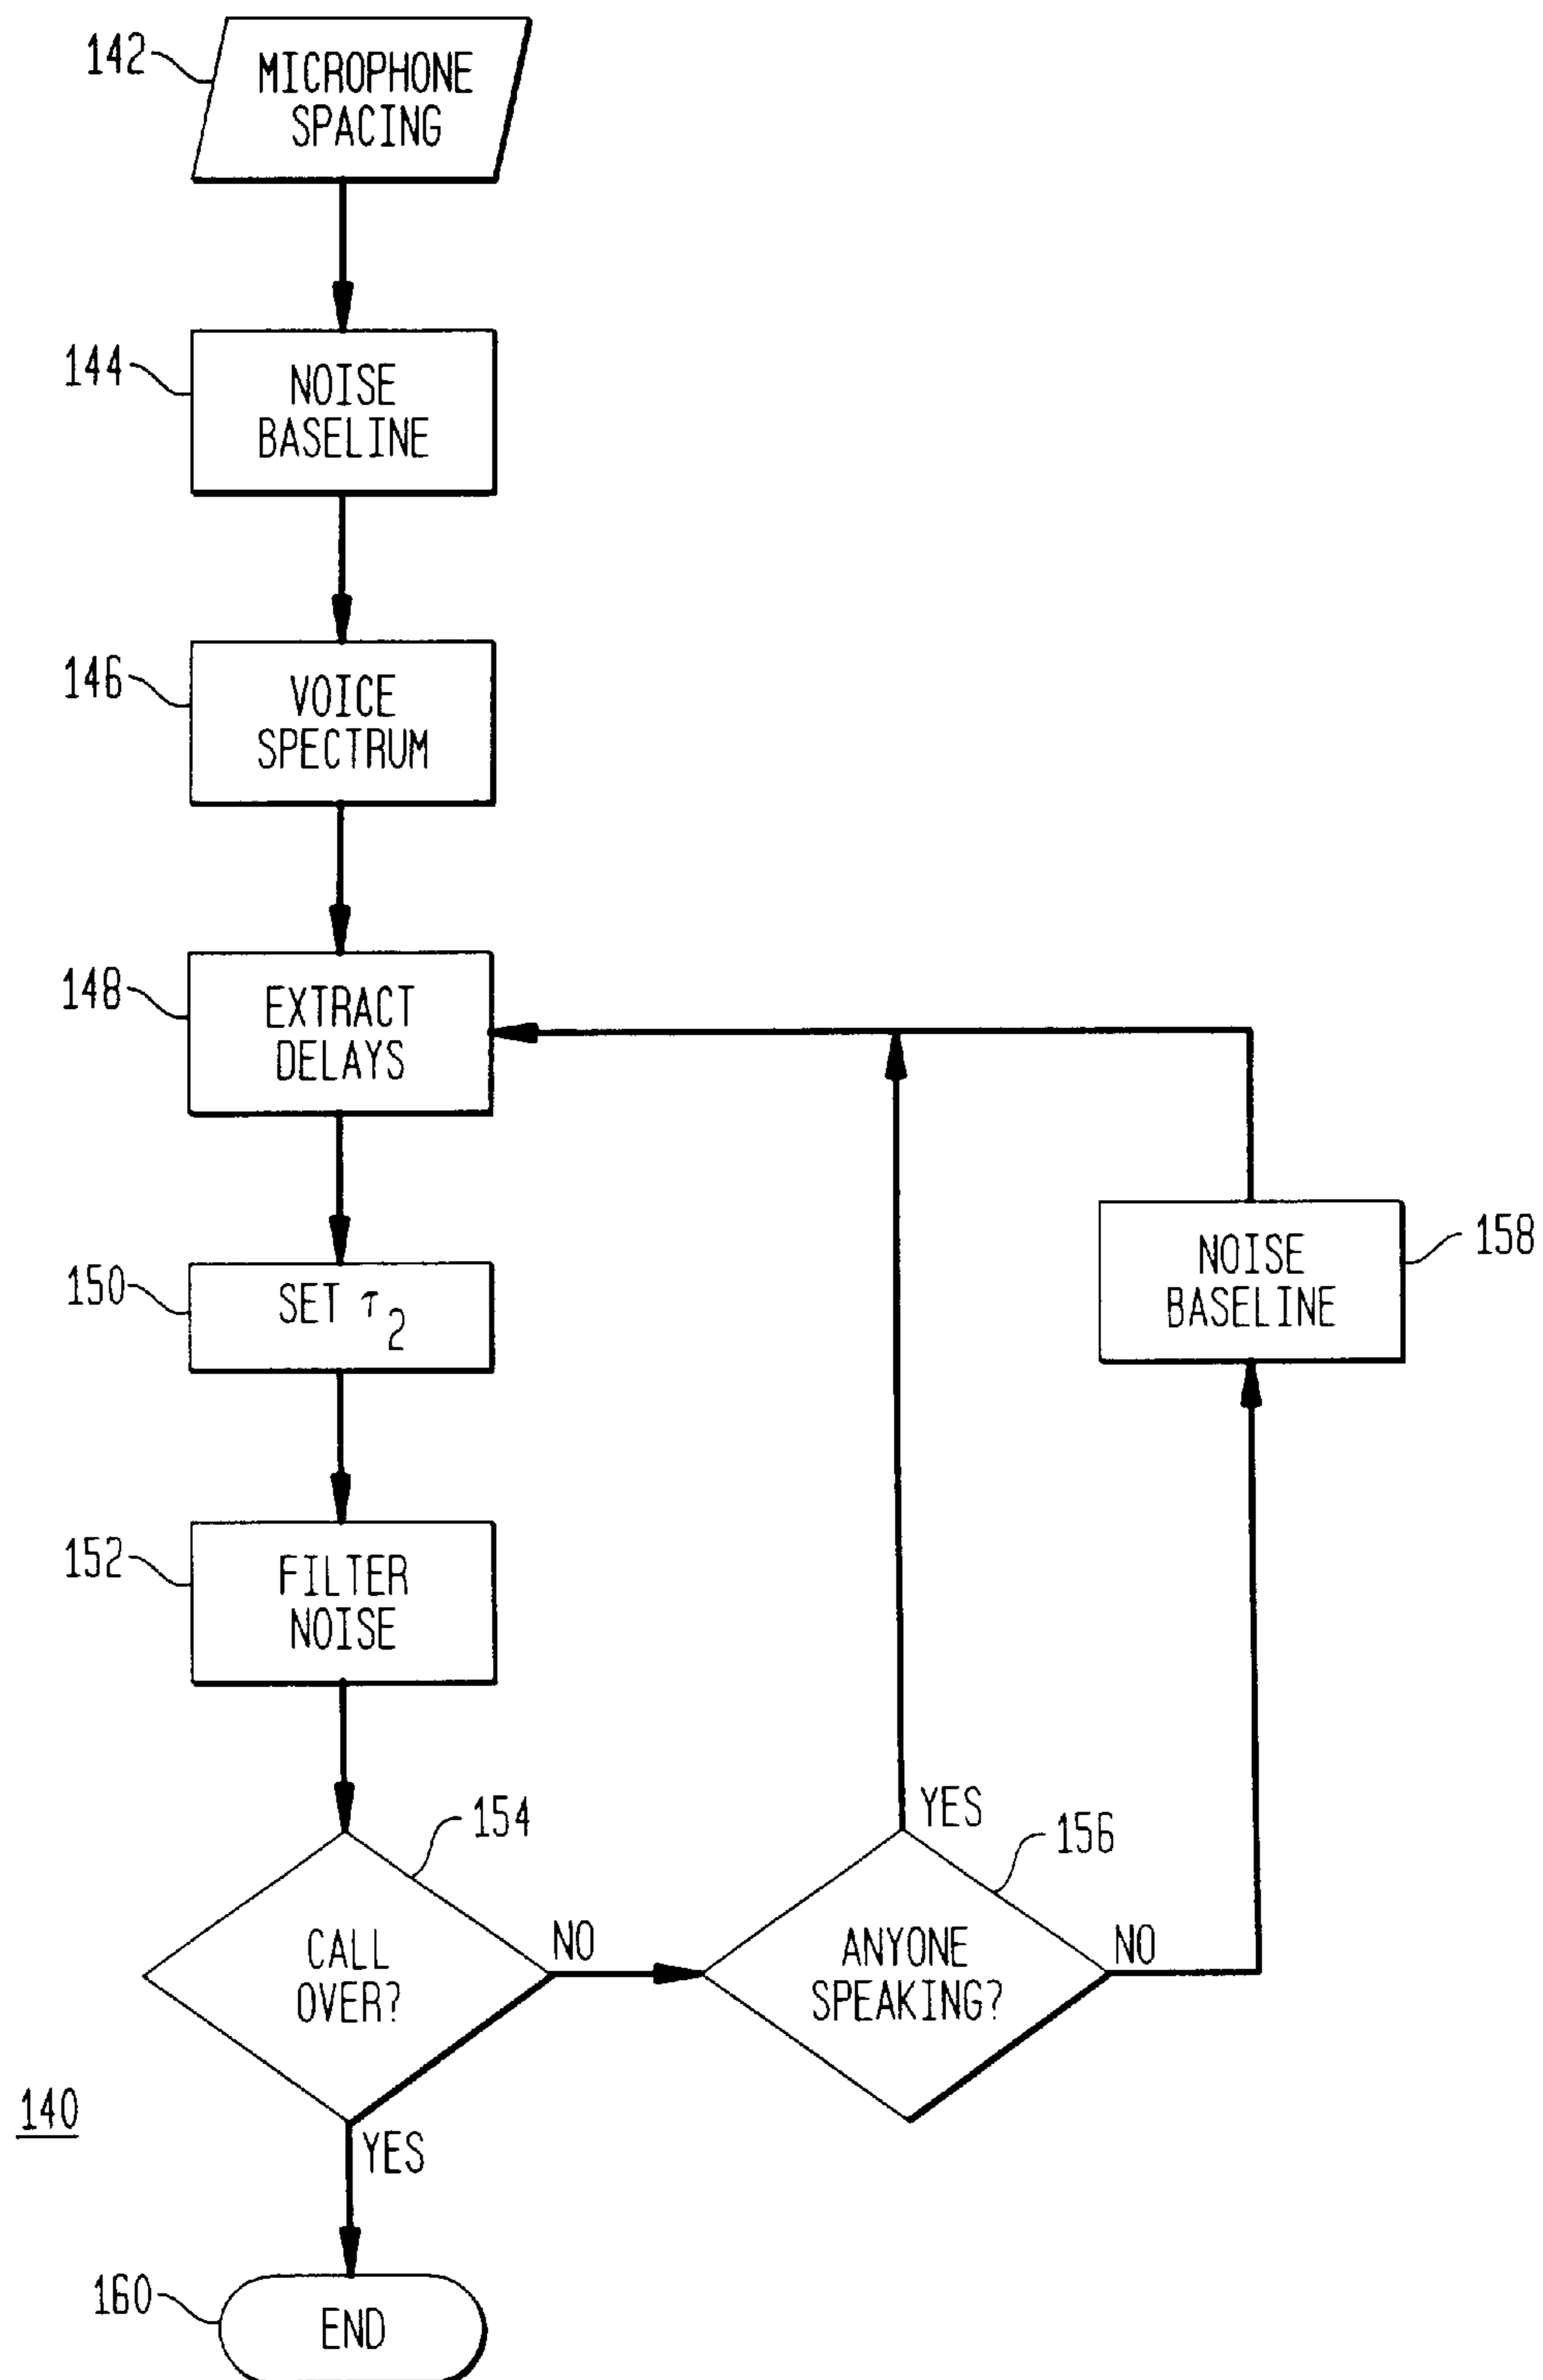 142
MICROPHONE
SPACING
144
NOISE
BASELINE
146
VOICE
SPECTRUM
148
EXTRACT
DELAYS
150
SET τ2
158
NOISE
BASELINE
152
FILTER
NOISE
154
CALL
OVER?
NO
YES
156
ANYONE
SPEAKING?
YES
NO
140
160
END